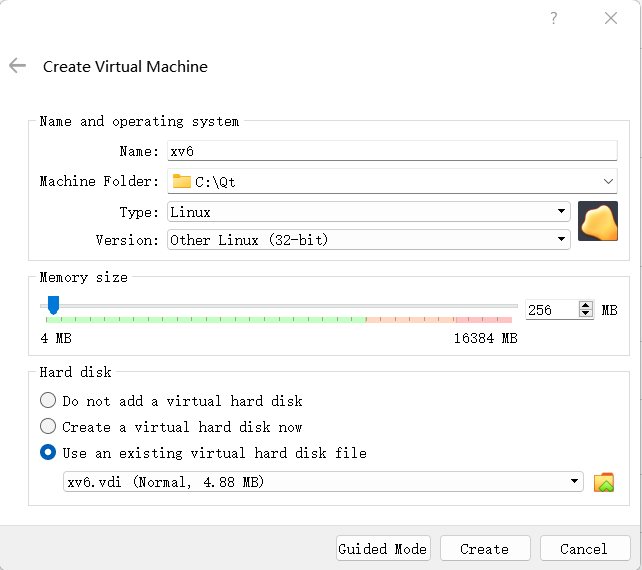 ?
Create Virtual Machine
Name and operating system
Name: xv6
Machine Folder: C:\Qt
Type: Linux
Version: Other Linux (32-bit)
Memory size
256 MB
4 MB 16384 MB
Hard disk
Do not add a virtual hard disk
Create a virtual hard disk now
Use an existing virtual hard disk file
xv6.vdi (Normal, 4.88 MB)
Guided Mode Create Cancel